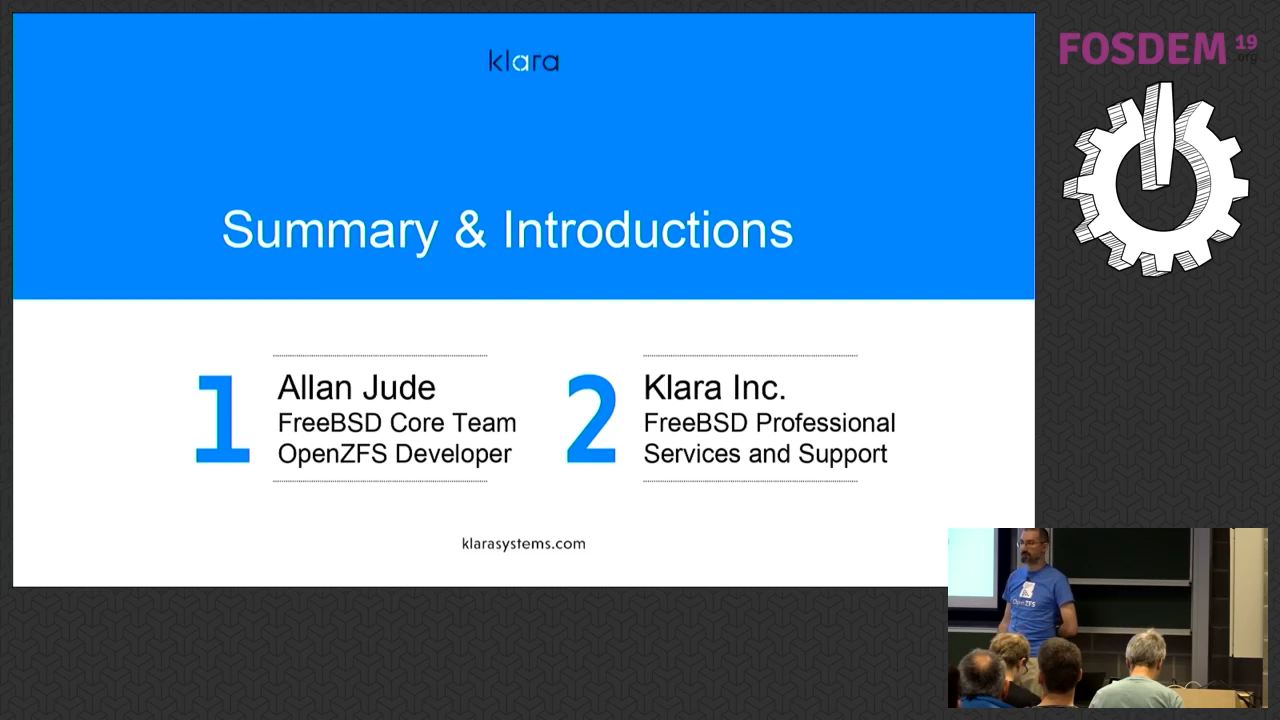 klara
FOSDEM 19
.org
Summary & Introductions
1
Allan Jude
FreeBSD Core Team
OpenZFS Developer
2
Klara Inc.
FreeBSD Professional
Services and Support
klarasystems.com
OpenZFS